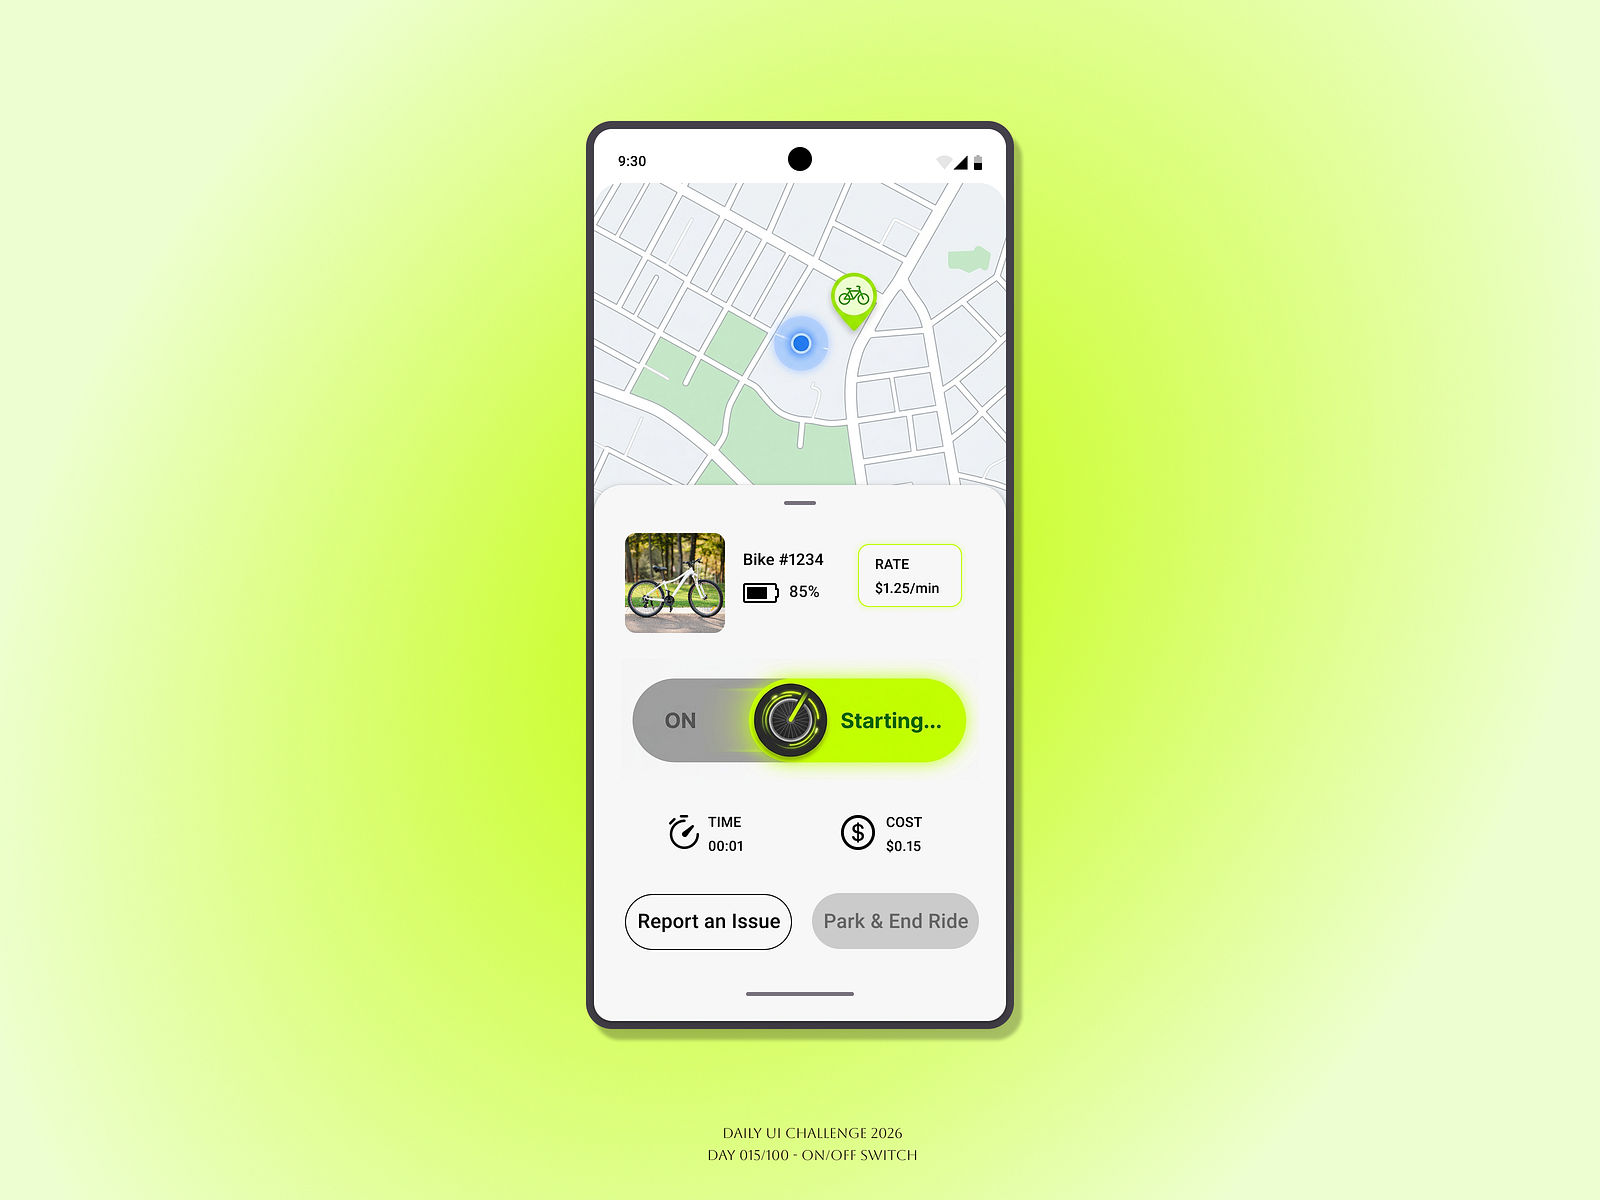 9:30
Bike #1234
85%
RATE
$1.25/min
ON
Starting...
TIME
00:01
COST
$0.15
Report an Issue
Park & End Ride
DAILY UI CHALLENGE 2026
DAY 015/100 - ON/OFF SWITCH